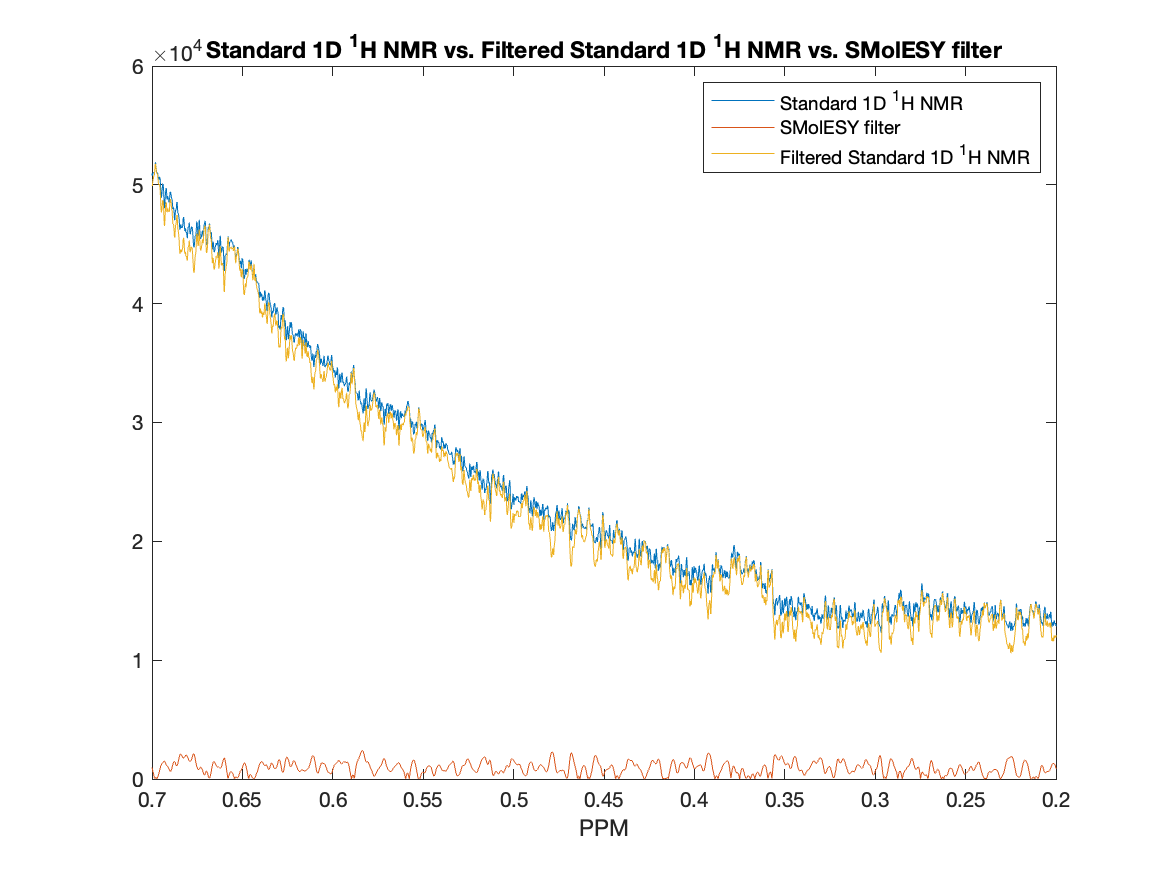 ×10⁴ Standard 1D ¹H NMR vs. Filtered Standard 1D ¹H NMR vs. SMolESY filter
Standard 1D ¹H NMR
SMolESY filter
Filtered Standard 1D ¹H NMR
6
5
4
3
2
1
0
0.7 0.65 0.6 0.55 0.5 0.45 0.4 0.35 0.3 0.25 0.2
PPM